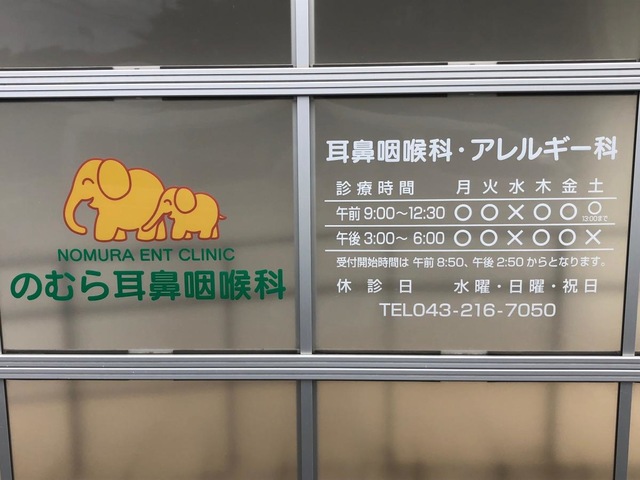 NOMURA ENT CLINIC
のむら耳鼻咽喉科
耳鼻咽喉科・アレルギー科
診療時間 月 火 水 木 金 土
午前 9:00～12:30 ○ ○ × ○ ○ ○
13:00まで
午後 3:00～ 6:00 ○ ○ × ○ ○ ×
受付開始時間は 午前 8:50、午後 2:50 からとなります。
休診日 水曜・日曜・祝日
TEL043-216-7050